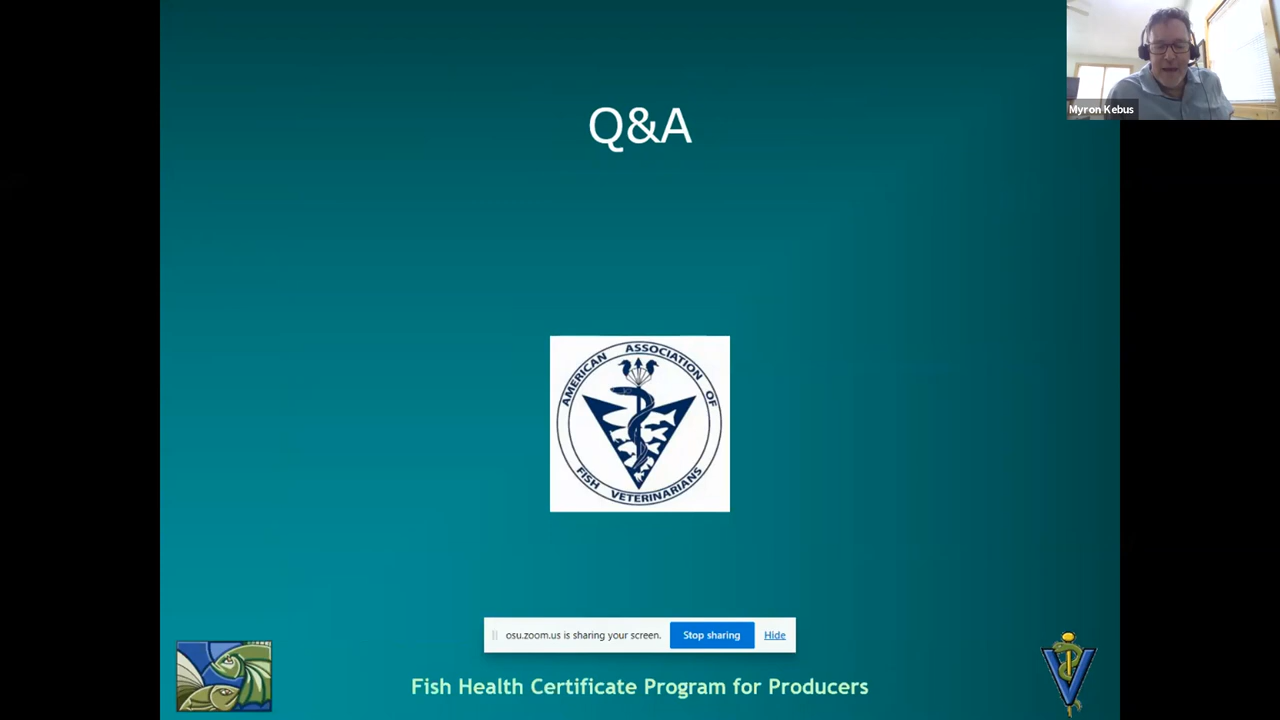 Q&A
Myron Kebus
AMERICAN ASSOCIATION OF
FISH VETERINARIANS
osu.zoom.us is sharing your screen.
Stop sharing
Hide
Fish Health Certificate Program for Producers
V